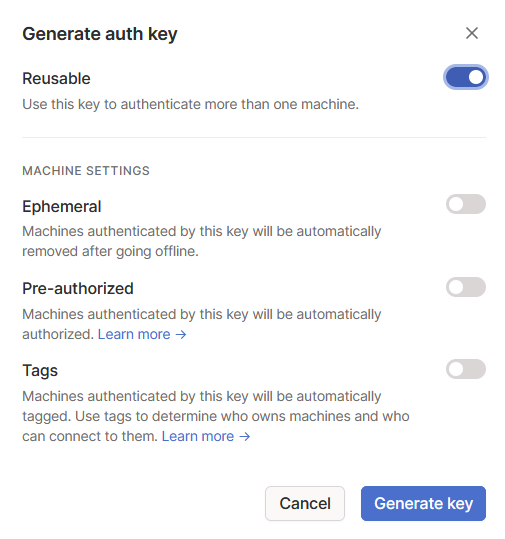 Generate auth key
Reusable
Use this key to authenticate more than one machine.
MACHINE SETTINGS
Ephemeral
Machines authenticated by this key will be automatically
removed after going offline.
Pre-authorized
Machines authenticated by this key will be automatically
authorized. Learn more →
Tags
Machines authenticated by this key will be automatically
tagged. Use tags to determine who owns machines and who
can connect to them. Learn more →
Cancel
Generate key